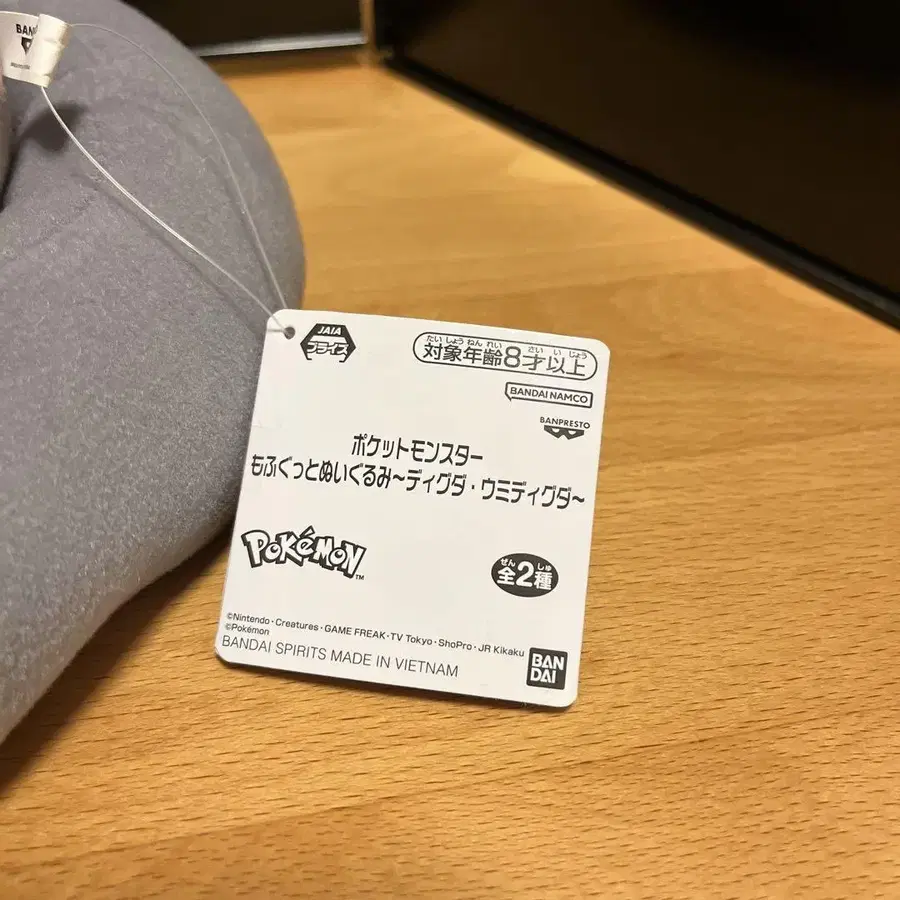 JAIA
プライズ
たいしょうねんれい さい いじょう
対象年齢8才以上
BANDAI NAMCO
BANPRESTO
ポケットモンスター
もふぐっとぬいぐるみ〜ディグダ・ウミディグダ〜
POKéMON™
ぜん しゅ
全2種
©Nintendo・Creatures・GAME FREAK・TV Tokyo・ShoPro・JR Kikaku
©Pokémon
BANDAI SPIRITS MADE IN VIETNAM
BAN
DAI